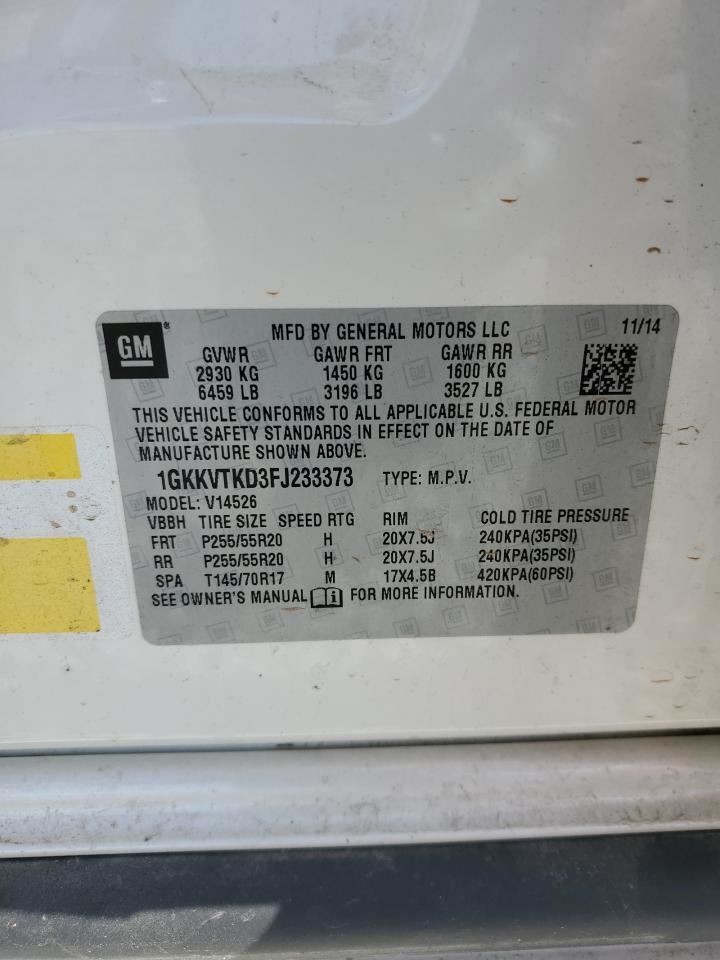 GM
MFD BY GENERAL MOTORS LLC 11/14
GVWR GAWR FRT GAWR RR
2930 KG 1450 KG 1600 KG
6459 LB 3196 LB 3527 LB
THIS VEHICLE CONFORMS TO ALL APPLICABLE U.S. FEDERAL MOTOR
VEHICLE SAFETY STANDARDS IN EFFECT ON THE DATE OF
MANUFACTURE SHOWN ABOVE.
1GKKVTKD3FJ233373 TYPE: M.P.V.
MODEL: V14526
VBBH TIRE SIZE SPEED RTG RIM COLD TIRE PRESSURE
FRT P255/55R20 H 20X7.5J 240KPA(35PSI)
RR P255/55R20 H 20X7.5J 240KPA(35PSI)
SPA T145/70R17 M 17X4.5B 420KPA(60PSI)
SEE OWNER'S MANUAL FOR MORE INFORMATION.